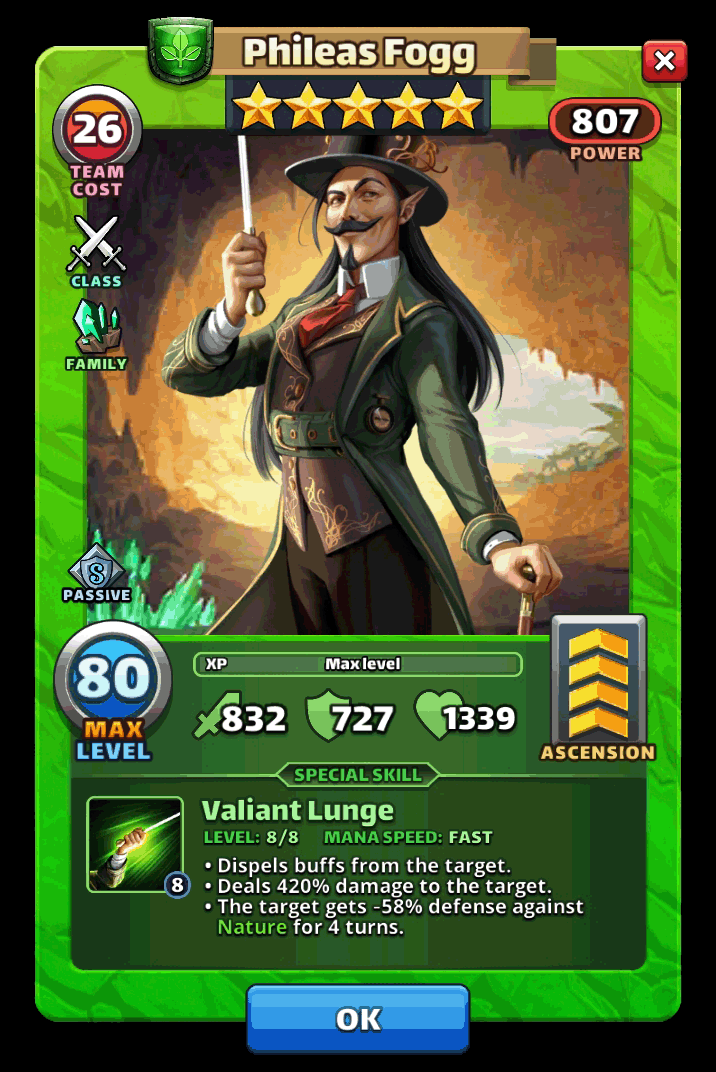 Phileas Fogg
26
TEAM
COST
807
POWER
CLASS
FAMILY
PASSIVE
80
MAX
LEVEL
XP Max level
832 727 1339
ASCENSION
SPECIAL SKILL
Valiant Lunge
LEVEL: 8/8 MANA SPEED: FAST
8
• Dispels buffs from the target.
• Deals 420% damage to the target.
• The target gets -58% defense against
Nature for 4 turns.
OK